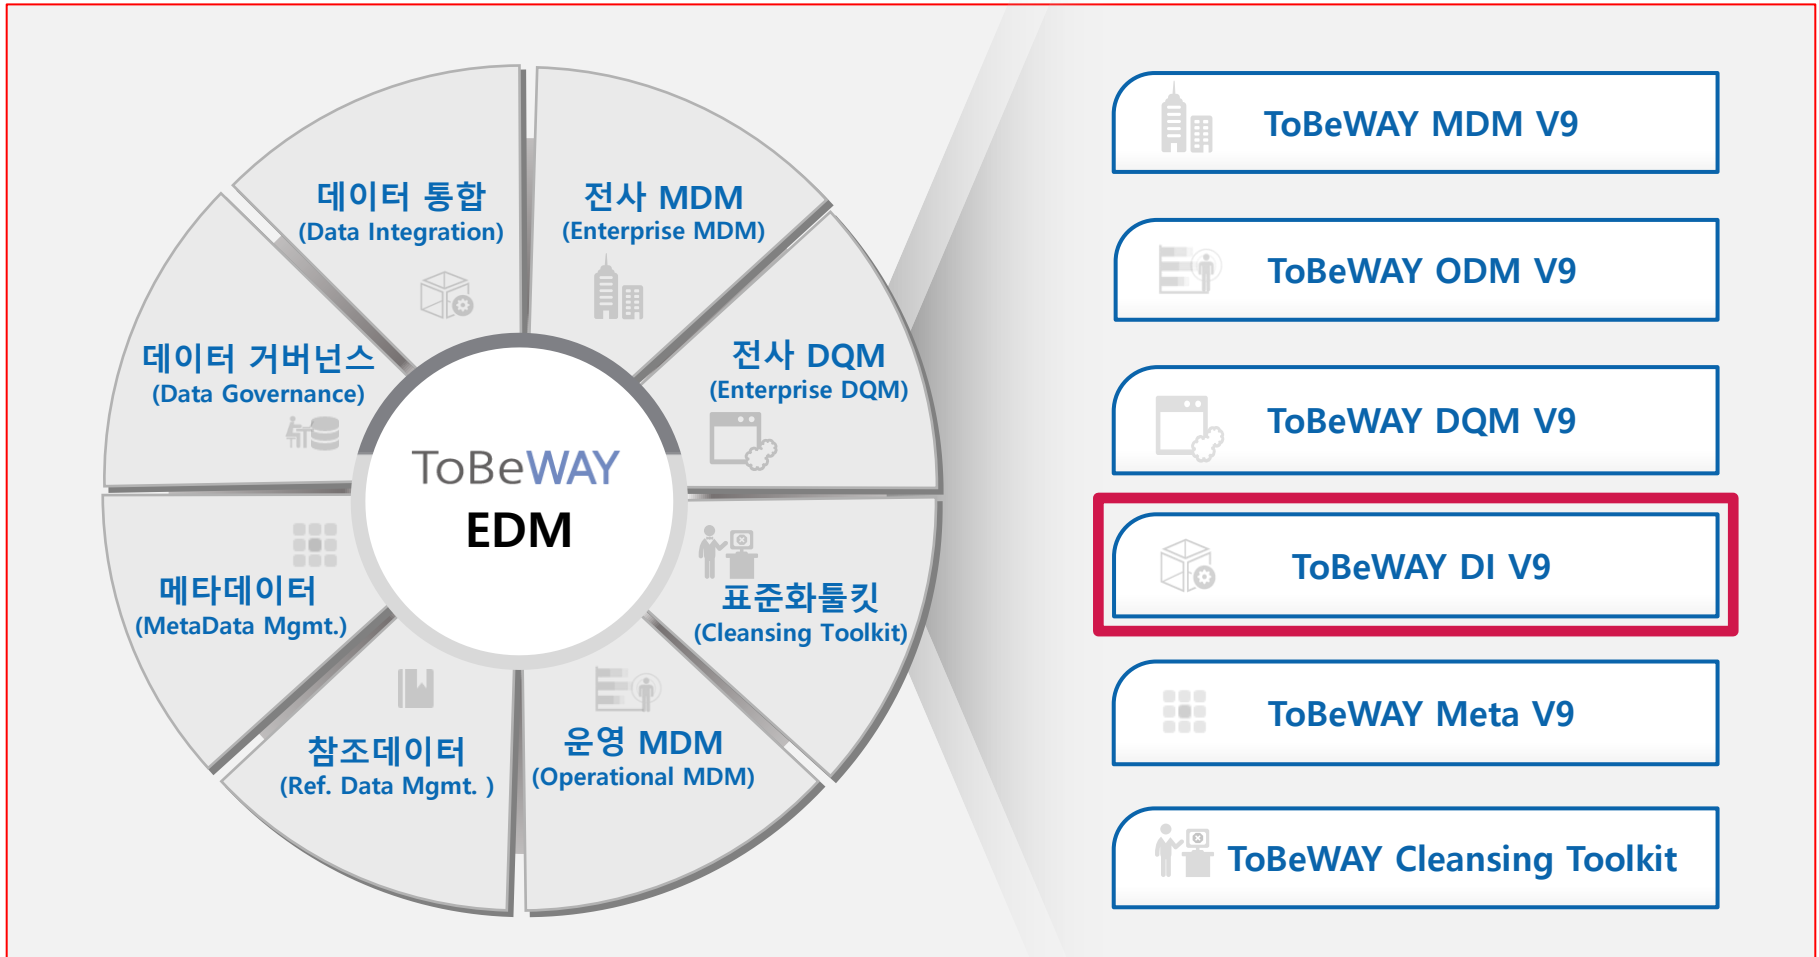 데이터 통합
(Data Integration)
전사 MDM
(Enterprise MDM)
데이터 거버넌스
(Data Governance)
전사 DQM
(Enterprise DQM)
ToBeWAY
EDM
메타데이터
(MetaData Mgmt.)
표준화툴킷
(Cleansing Toolkit)
참조데이터
(Ref. Data Mgmt. )
운영 MDM
(Operational MDM)
ToBeWAY MDM V9
ToBeWAY ODM V9
ToBeWAY DQM V9
ToBeWAY DI V9
ToBeWAY Meta V9
ToBeWAY Cleansing Toolkit